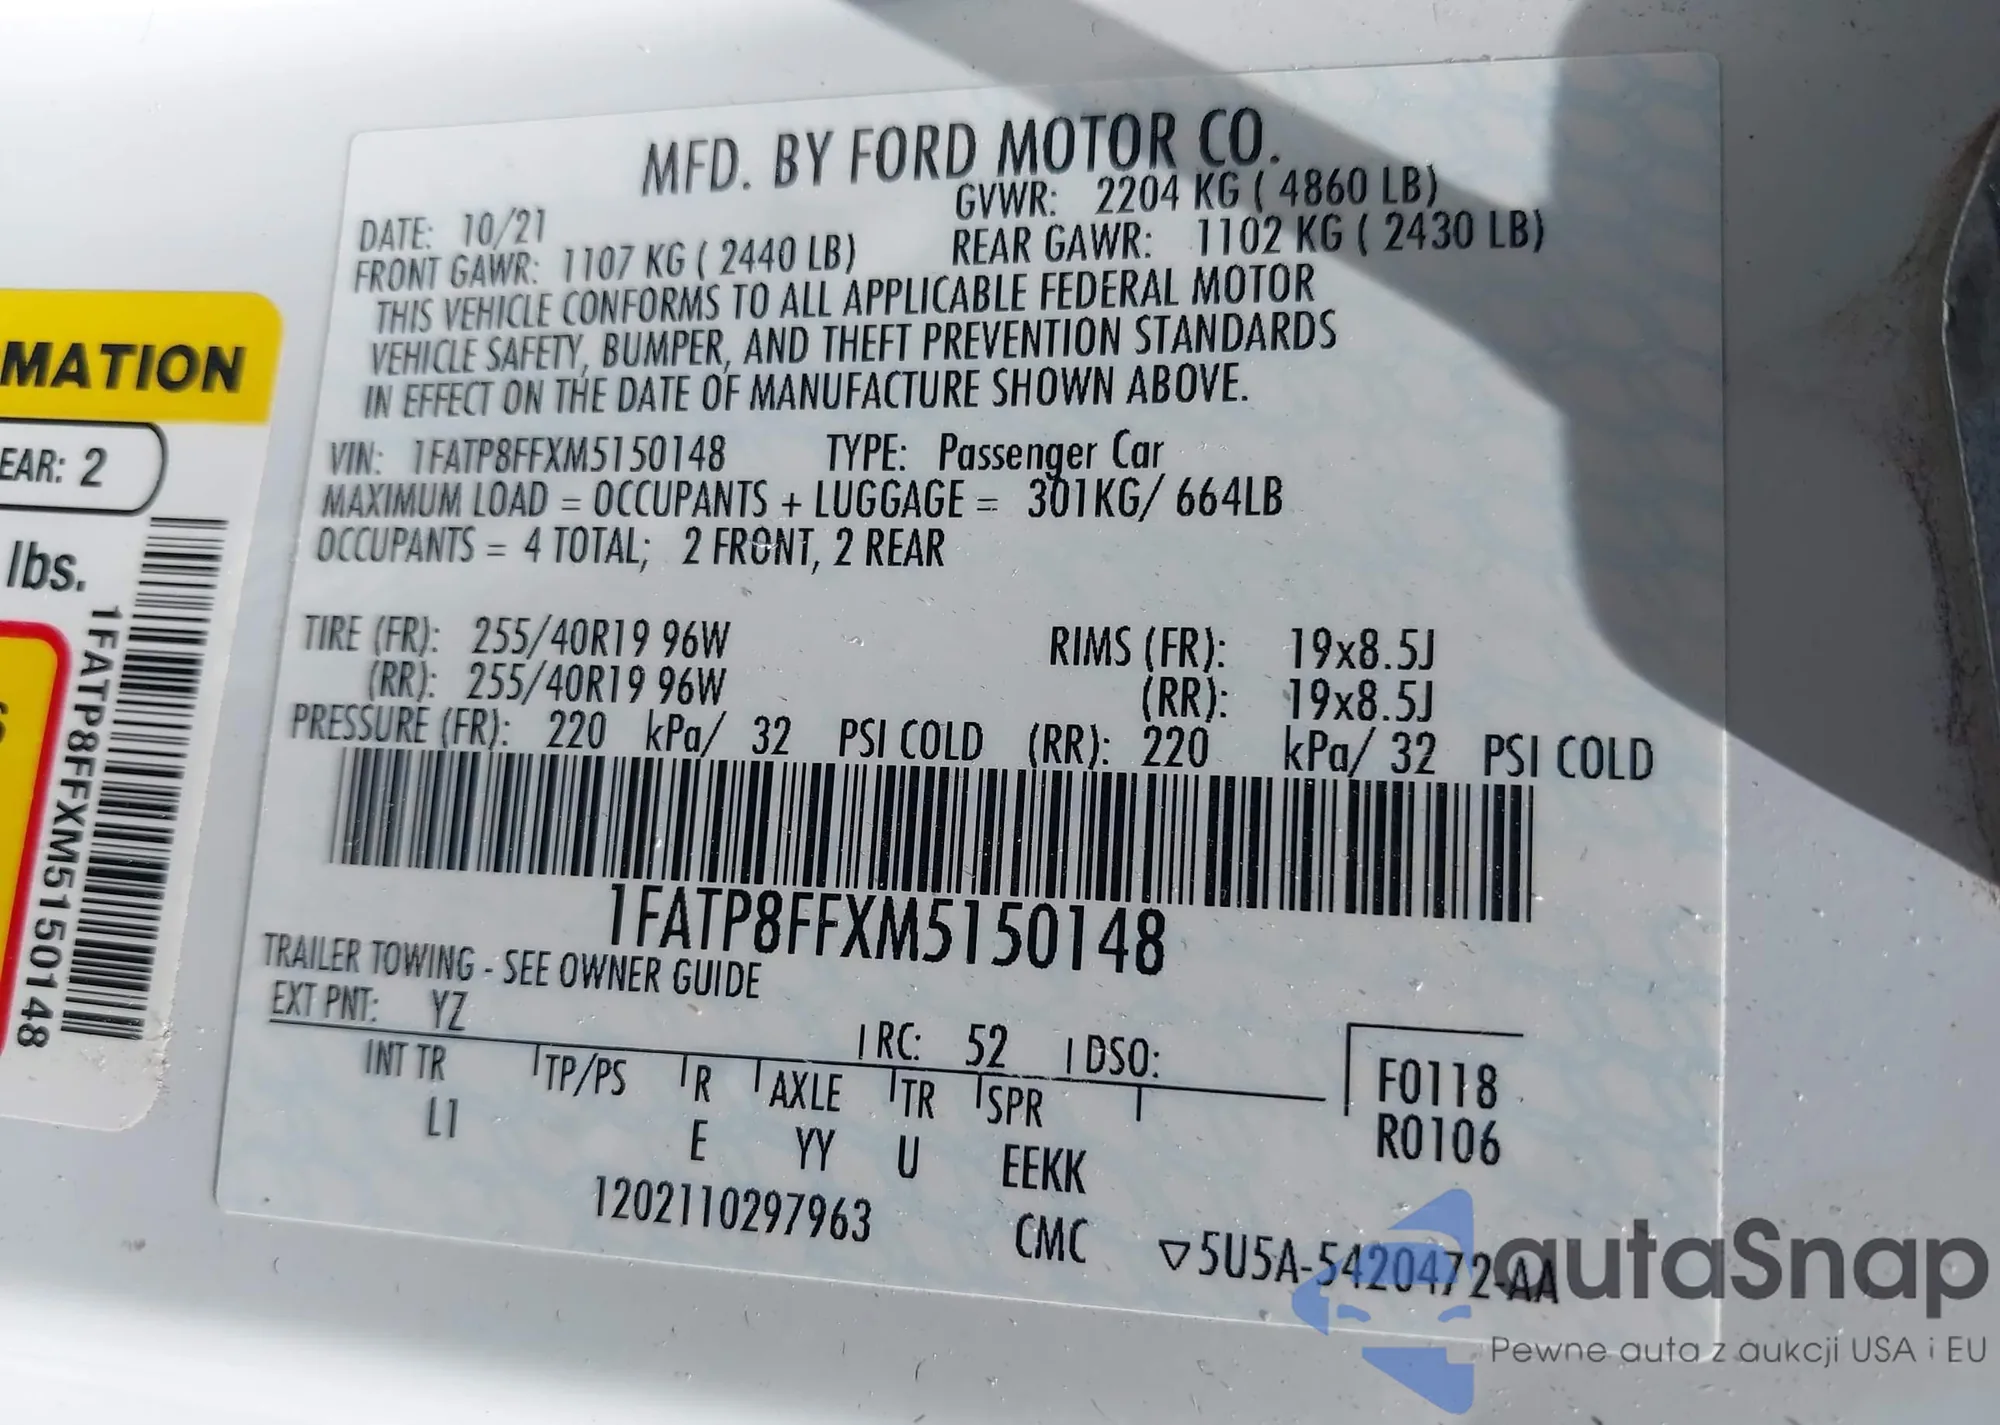 MFD. BY FORD MOTOR CO.
DATE: 10/21
GVWR: 2204 KG ( 4860 LB)
FRONT GAWR: 1107 KG ( 2440 LB)
REAR GAWR: 1102 KG ( 2430 LB)
THIS VEHICLE CONFORMS TO ALL APPLICABLE FEDERAL MOTOR
VEHICLE SAFETY, BUMPER, AND THEFT PREVENTION STANDARDS
IN EFFECT ON THE DATE OF MANUFACTURE SHOWN ABOVE.
VIN: 1FATP8FFXM5150148 TYPE: Passenger Car
MAXIMUM LOAD = OCCUPANTS + LUGGAGE = 301KG/ 664LB
OCCUPANTS = 4 TOTAL; 2 FRONT, 2 REAR
TIRE (FR): 255/40R19 96W RIMS (FR): 19x8.5J
(RR): 255/40R19 96W (RR): 19x8.5J
PRESSURE (FR): 220 kPa/ 32 PSI COLD (RR): 220 kPa/ 32 PSI COLD
1FATP8FFXM5150148
TRAILER TOWING - SEE OWNER GUIDE
EXT PNT: YZ RC: 52 DSO:
INT TR TP/PS R AXLE TR SPR
L1 E YY U EEKK
F0118
R0106
1202110297963 CMC ▽5U5A-5420472-AA
MATION
EAR: 2
lbs.
1FATP8FFXM5150148
autaSnap
Pewne auta z aukcji USA i EU